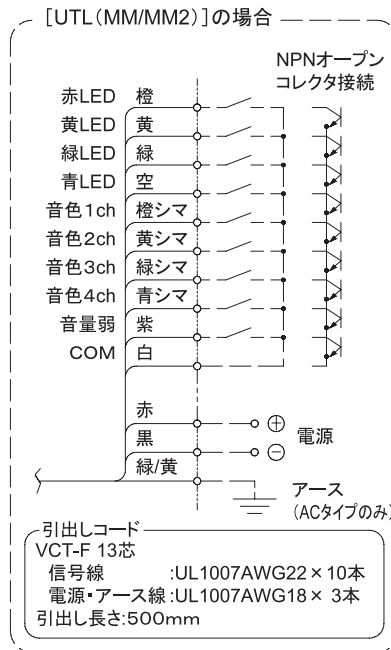 [UTL(MM/MM2)]の場合
NPNオープン
コレクタ接続
赤LED 橙
黄LED 黄
緑LED 緑
青LED 空
音色1ch 橙シマ
音色2ch 黄シマ
音色3ch 緑シマ
音色4ch 青シマ
音量弱 紫
COM 白
赤 ⊕
電源
黒 ⊖
緑/黄
アース
(ACタイプのみ)
引出しコード
VCT-F 13芯
信号線 :UL1007AWG22×10本
電源・アース線:UL1007AWG18× 3本
引出し長さ:500mm